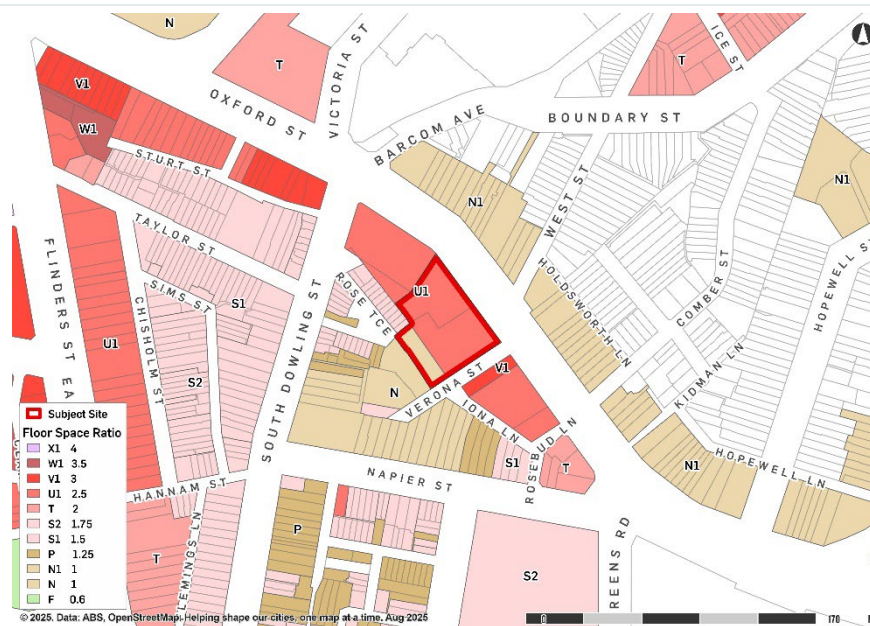 N
ICE ST
T
VICTORIA ST
V1
T
OXFORD ST
W1
BARCOM AVE
BOUNDARY ST
STURT ST
N1
N1
WEST ST
TAYLOR ST
FLINDERS ST
HOPEWELL ST
SIMS ST
ROSE TCE
U1
HOLDSWORTH LN
COMBER ST
S1
CHISHOLM ST
SOUTH DOWLING ST
U1
S2
N
VERONA ST
V1
KIDMAN LN
IONA LN
Subject Site
Floor Space Ratio
X1 4
W1 3.5
V1 3
U1 2.5
T 2
S2 1.75
S1 1.5
P 1.25
N1 1
N 1
F 0.6
ROSEBUD LN
S1
T
N1
HOPEWELL LN
HANNAM ST
NAPIER ST
P
T
FLEMINGS LN
S2
REENS RD
© 2025. Data: ABS, OpenStreetMap. Helping shape our cities, one map at a time. Aug 2025
0
170